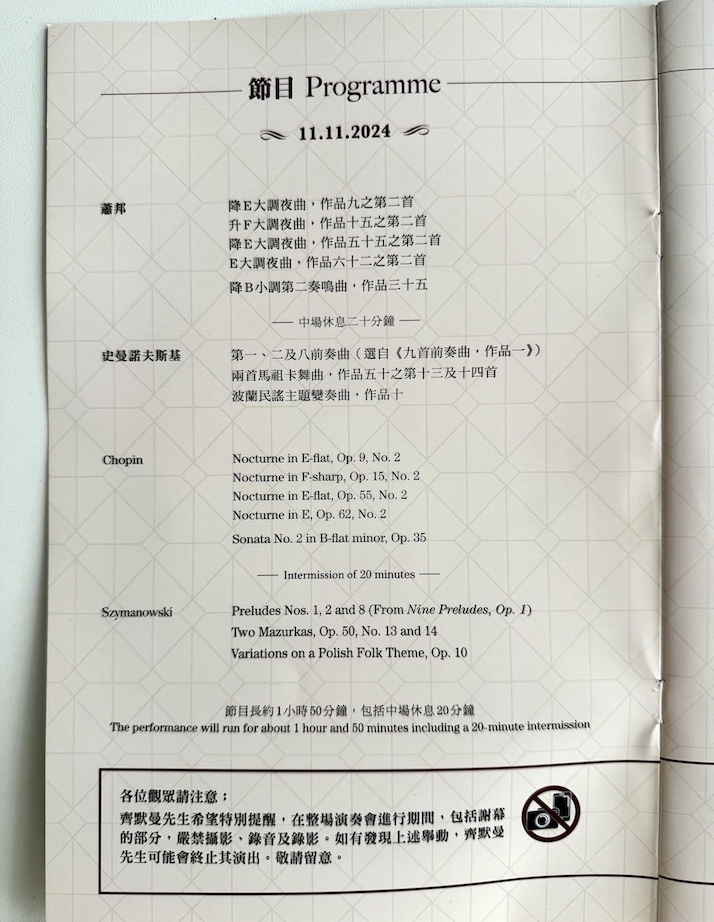 節目 Programme
11.11.2024
蕭邦
降E大調夜曲，作品九之第二首
升F大調夜曲，作品十五之第二首
降E大調夜曲，作品五十五之第二首
E大調夜曲，作品六十二之第二首
降B小調第二奏鳴曲，作品三十五
中場休息二十分鐘
史曼諾夫斯基
第一、二及八前奏曲（選自《九首前奏曲，作品一》）
兩首馬祖卡舞曲，作品五十之第十三及十四首
波蘭民謠主題變奏曲，作品十
Chopin
Nocturne in E-flat, Op. 9, No. 2
Nocturne in F-sharp, Op. 15, No. 2
Nocturne in E-flat, Op. 55, No. 2
Nocturne in E, Op. 62, No. 2
Sonata No. 2 in B-flat minor, Op. 35
Intermission of 20 minutes
Szymanowski
Preludes Nos. 1, 2 and 8 (From Nine Preludes, Op. 1)
Two Mazurkas, Op. 50, No. 13 and 14
Variations on a Polish Folk Theme, Op. 10
節目長約1小時50分鐘，包括中場休息20分鐘
The performance will run for about 1 hour and 50 minutes including a 20-minute intermission
各位觀眾請注意；
齊默曼先生希望特別提醒，在整場演奏會進行期間，包括謝幕
的部分，嚴禁攝影、錄音及錄影。如有發現上述舉動，齊默曼
先生可能會終止其演出。敬請留意。